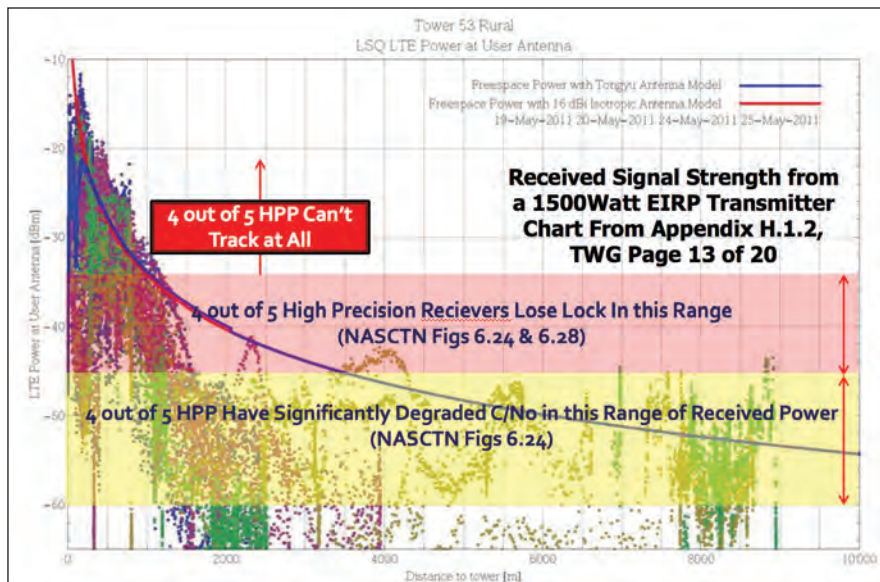 Tower 53 Rural
LSQ LTE Power at User Antenna
Freespace Power with Tongyu Antenna Model
Freespace Power with 16 dBi Isotropic Antenna Model
19-May-2011 20-May-2011 24-May-2011 25-May-2011
Received Signal Strength from
a 1500Watt EIRP Transmitter
Chart From Appendix H.1.2,
TWG Page 13 of 20
4 out of 5 HPP Can't
Track at All
4 out of 5 High Precision Recievers Lose Lock In this Range
(NASCTN Figs 6.24 & 6.28)
4 out of 5 HPP Have Significantly Degraded C/No in this Range of Received Power
(NASCTN Figs 6.24)
LTE Power at User Antenna [dBm]
-10
-20
-30
-40
-50
-60
0
2000
4000
6000
8000
10000
Distance to tower [m]